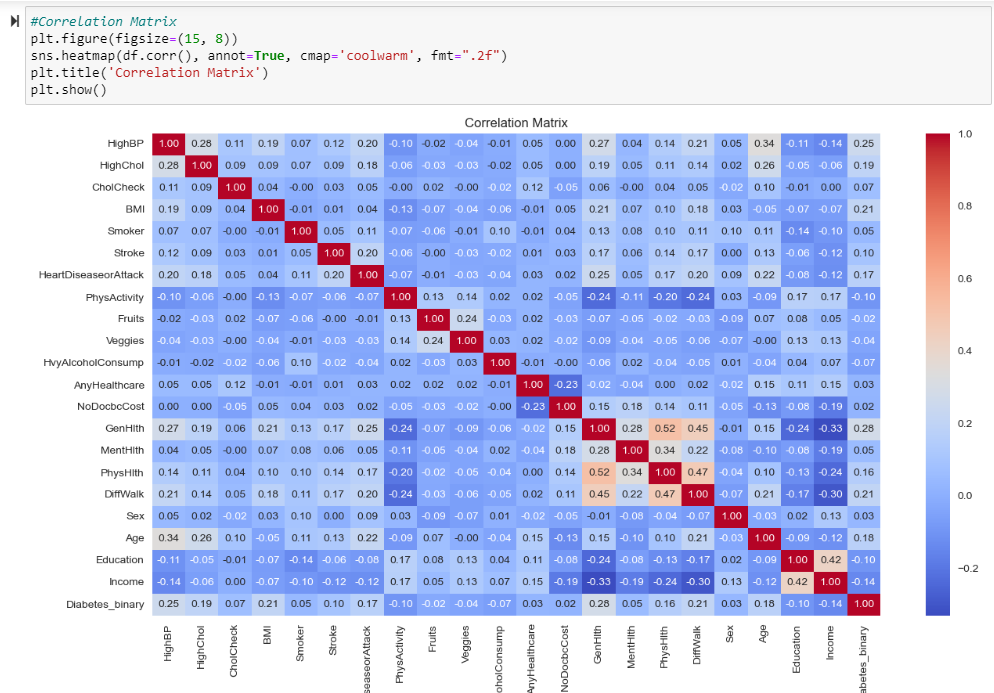 #Correlation Matrix
plt.figure(figsize=(15, 8))
sns.heatmap(df.corr(), annot=True, cmap='coolwarm', fmt=".2f")
plt.title('Correlation Matrix')
plt.show()
Correlation Matrix
HighBP 1.00 0.28 0.11 0.19 0.07 0.12 0.20 -0.10 -0.02 -0.04 -0.01 0.05 0.00 0.27 0.04 0.14 0.21 0.05 0.34 -0.11 -0.14 0.25
HighChol 0.28 1.00 0.09 0.09 0.07 0.09 0.18 -0.06 -0.03 -0.03 -0.02 0.05 0.00 0.19 0.05 0.11 0.14 0.02 0.26 -0.05 -0.06 0.19
CholCheck 0.11 0.09 1.00 0.04 -0.00 0.03 0.05 -0.00 0.02 -0.00 -0.02 0.12 -0.05 0.06 -0.00 0.04 0.05 -0.02 0.10 -0.01 0.00 0.07
BMI 0.19 0.09 0.04 1.00 -0.01 0.01 0.04 -0.13 -0.07 -0.04 -0.06 -0.01 0.05 0.21 0.07 0.10 0.18 0.03 -0.05 -0.07 -0.07 0.21
Smoker 0.07 0.07 -0.00 -0.01 1.00 0.05 0.11 -0.07 -0.06 -0.01 0.10 -0.01 0.04 0.13 0.08 0.10 0.11 0.10 0.11 -0.14 -0.10 0.05
Stroke 0.12 0.09 0.03 0.01 0.05 1.00 0.20 -0.06 -0.00 -0.03 -0.02 0.01 0.03 0.17 0.06 0.14 0.17 0.00 0.13 -0.06 -0.12 0.10
HeartDiseaseorAttack 0.20 0.18 0.05 0.04 0.11 0.20 1.00 -0.07 -0.01 -0.03 -0.04 0.03 0.02 0.25 0.05 0.17 0.20 0.09 0.22 -0.08 -0.12 0.17
PhysActivity -0.10 -0.06 -0.00 -0.13 -0.07 -0.06 -0.07 1.00 0.13 0.14 0.02 0.02 -0.05 -0.24 -0.11 -0.20 -0.24 0.03 -0.09 0.17 0.17 -0.10
Fruits -0.02 -0.03 0.02 -0.07 -0.06 -0.00 -0.01 0.13 1.00 0.24 -0.03 0.02 -0.03 -0.07 -0.05 -0.02 -0.03 -0.09 0.07 0.08 0.05 -0.02
Veggies -0.04 -0.03 -0.00 -0.04 -0.01 -0.03 -0.03 0.14 0.24 1.00 0.03 0.02 -0.02 -0.09 -0.04 -0.05 -0.06 -0.07 -0.00 0.13 0.13 -0.04
HvyAlcoholConsump -0.01 -0.02 -0.02 -0.06 0.10 -0.02 -0.04 0.02 -0.03 0.03 1.00 -0.01 -0.00 -0.06 0.02 -0.04 -0.05 0.01 -0.04 0.04 0.07 -0.07
AnyHealthcare 0.05 0.05 0.12 -0.01 -0.01 0.01 0.03 0.02 0.02 0.02 -0.01 1.00 -0.23 -0.02 -0.04 0.00 0.02 -0.02 0.15 0.11 0.15 0.03
NoDocbcCost 0.00 0.00 -0.05 0.05 0.04 0.03 0.02 -0.05 -0.03 -0.02 -0.00 -0.23 1.00 0.15 0.18 0.14 0.11 -0.05 -0.13 -0.08 -0.19 0.02
GenHlth 0.27 0.19 0.06 0.21 0.13 0.17 0.25 -0.24 -0.07 -0.09 -0.06 -0.02 0.15 1.00 0.28 0.52 0.45 -0.01 0.15 -0.24 -0.33 0.28
MentHlth 0.04 0.05 -0.00 0.07 0.08 0.06 0.05 -0.11 -0.05 -0.04 0.02 -0.04 0.18 0.28 1.00 0.34 0.22 -0.08 -0.10 -0.08 -0.19 0.05
PhysHlth 0.14 0.11 0.04 0.10 0.10 0.14 0.17 -0.20 -0.02 -0.05 -0.04 0.00 0.14 0.52 0.34 1.00 0.47 -0.04 0.10 -0.13 -0.24 0.16
DiffWalk 0.21 0.14 0.05 0.18 0.11 0.17 0.20 -0.24 -0.03 -0.06 -0.05 0.02 0.11 0.45 0.22 0.47 1.00 -0.07 0.21 -0.17 -0.30 0.21
Sex 0.05 0.02 -0.02 0.03 0.10 0.00 0.09 0.03 -0.09 -0.07 0.01 -0.02 -0.05 -0.01 -0.08 -0.04 -0.07 1.00 -0.03 0.02 0.13 0.03
Age 0.34 0.26 0.10 -0.05 0.11 0.13 0.22 -0.09 0.07 -0.00 -0.04 0.15 -0.13 0.15 -0.10 0.10 0.21 -0.03 1.00 -0.09 -0.12 0.18
Education -0.11 -0.05 -0.01 -0.07 -0.14 -0.06 -0.08 0.17 0.08 0.13 0.04 0.11 -0.08 -0.24 -0.08 -0.13 -0.17 0.02 -0.09 1.00 0.42 -0.10
Income -0.14 -0.06 0.00 -0.07 -0.10 -0.12 -0.12 0.17 0.05 0.13 0.07 0.15 -0.19 -0.33 -0.19 -0.24 -0.30 0.13 -0.12 0.42 1.00 -0.14
Diabetes_binary 0.25 0.19 0.07 0.21 0.05 0.10 0.17 -0.10 -0.02 -0.04 -0.07 0.03 0.02 0.28 0.05 0.16 0.21 0.03 0.18 -0.10 -0.14 1.00
HighBP
HighChol
CholCheck
BMI
Smoker
Stroke
seaseorAttack
PhysActivity
Fruits
Veggies
oholConsump
AnyHealthcare
NoDocbcCost
GenHlth
MentHlth
PhysHlth
DiffWalk
Sex
Age
Education
Income
abetes_binary
1.0
0.8
0.6
0.4
0.2
0.0
−0.2